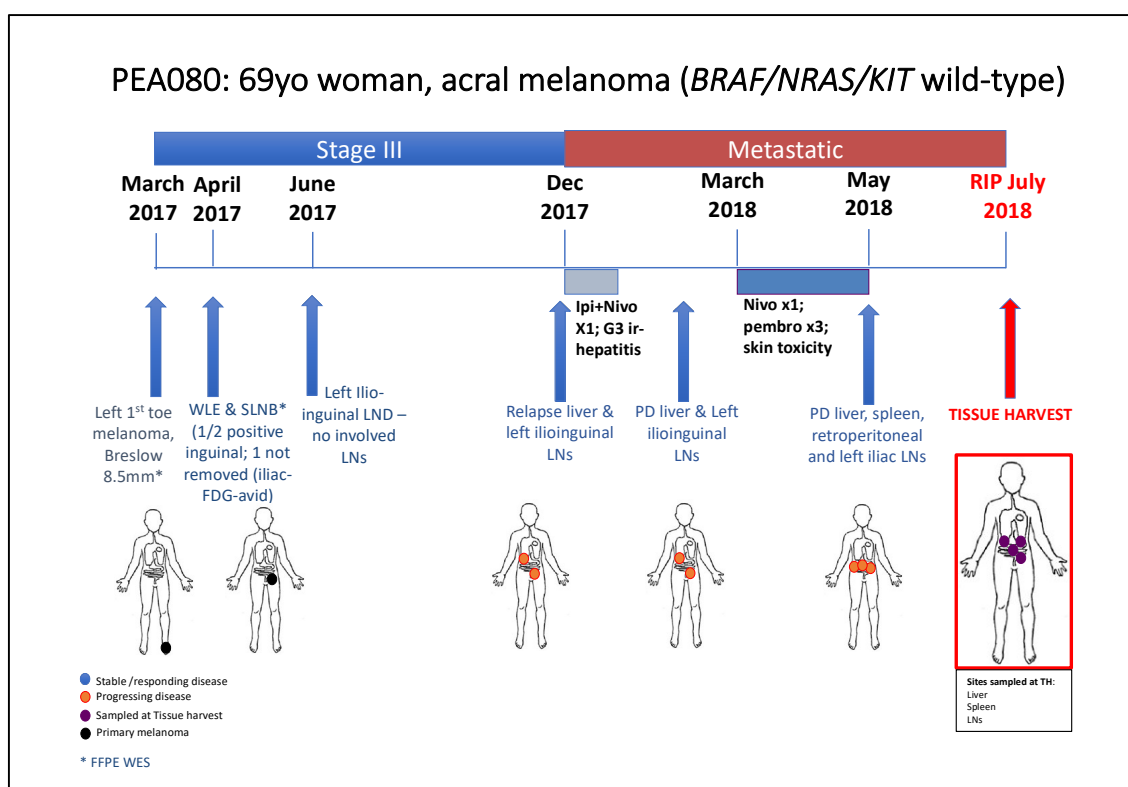 PEA080: 69yo woman, acral melanoma (BRAF/NRAS/KIT wild-type)
Stage III
Metastatic
March
2017
April
2017
June
2017
Dec
2017
March
2018
May
2018
RIP July
2018
Ipi+Nivo
X1; G3 ir-
hepatitis
Nivo x1;
pembro x3;
skin toxicity
Left 1st toe
melanoma,
Breslow
8.5mm*
WLE & SLNB*
(1/2 positive
inguinal; 1 not
removed (iliac-
FDG-avid)
Left Ilio-
inguinal LND –
no involved
LNs
Relapse liver &
left ilioinguinal
LNs
PD liver & Left
ilioinguinal
LNs
PD liver, spleen,
retroperitoneal
and left iliac LNs
TISSUE HARVEST
Stable /responding disease
Progressing disease
Sampled at Tissue harvest
Primary melanoma
* FFPE WES
Sites sampled at TH:
Liver
Spleen
LNs